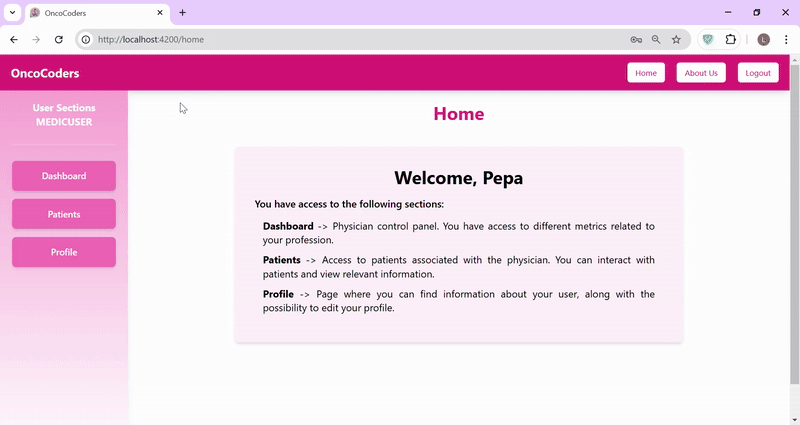 OncoCoders
http://localhost:4200/home
L
OncoCoders
Home
About Us
Logout
User Sections
MEDICUSER
Dashboard
Patients
Profile
Home
Welcome, Pepa
You have access to the following sections:
Dashboard -> Physician control panel. You have access to different metrics related to
your profession.
Patients -> Access to patients associated with the physician. You can interact with
patients and view relevant information.
Profile -> Page where you can find information about your user, along with the
possibility to edit your profile.